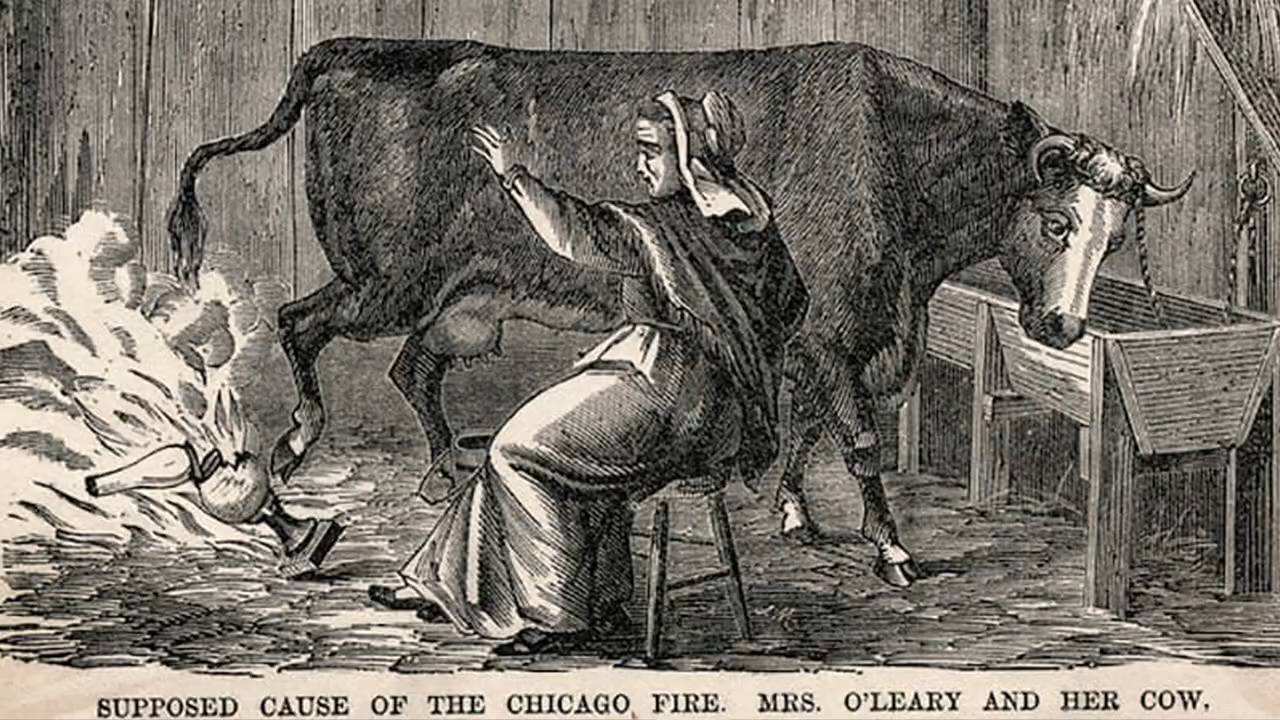 SUPPOSED CAUSE OF THE CHICAGO FIRE. MRS. O'LEARY AND HER COW.